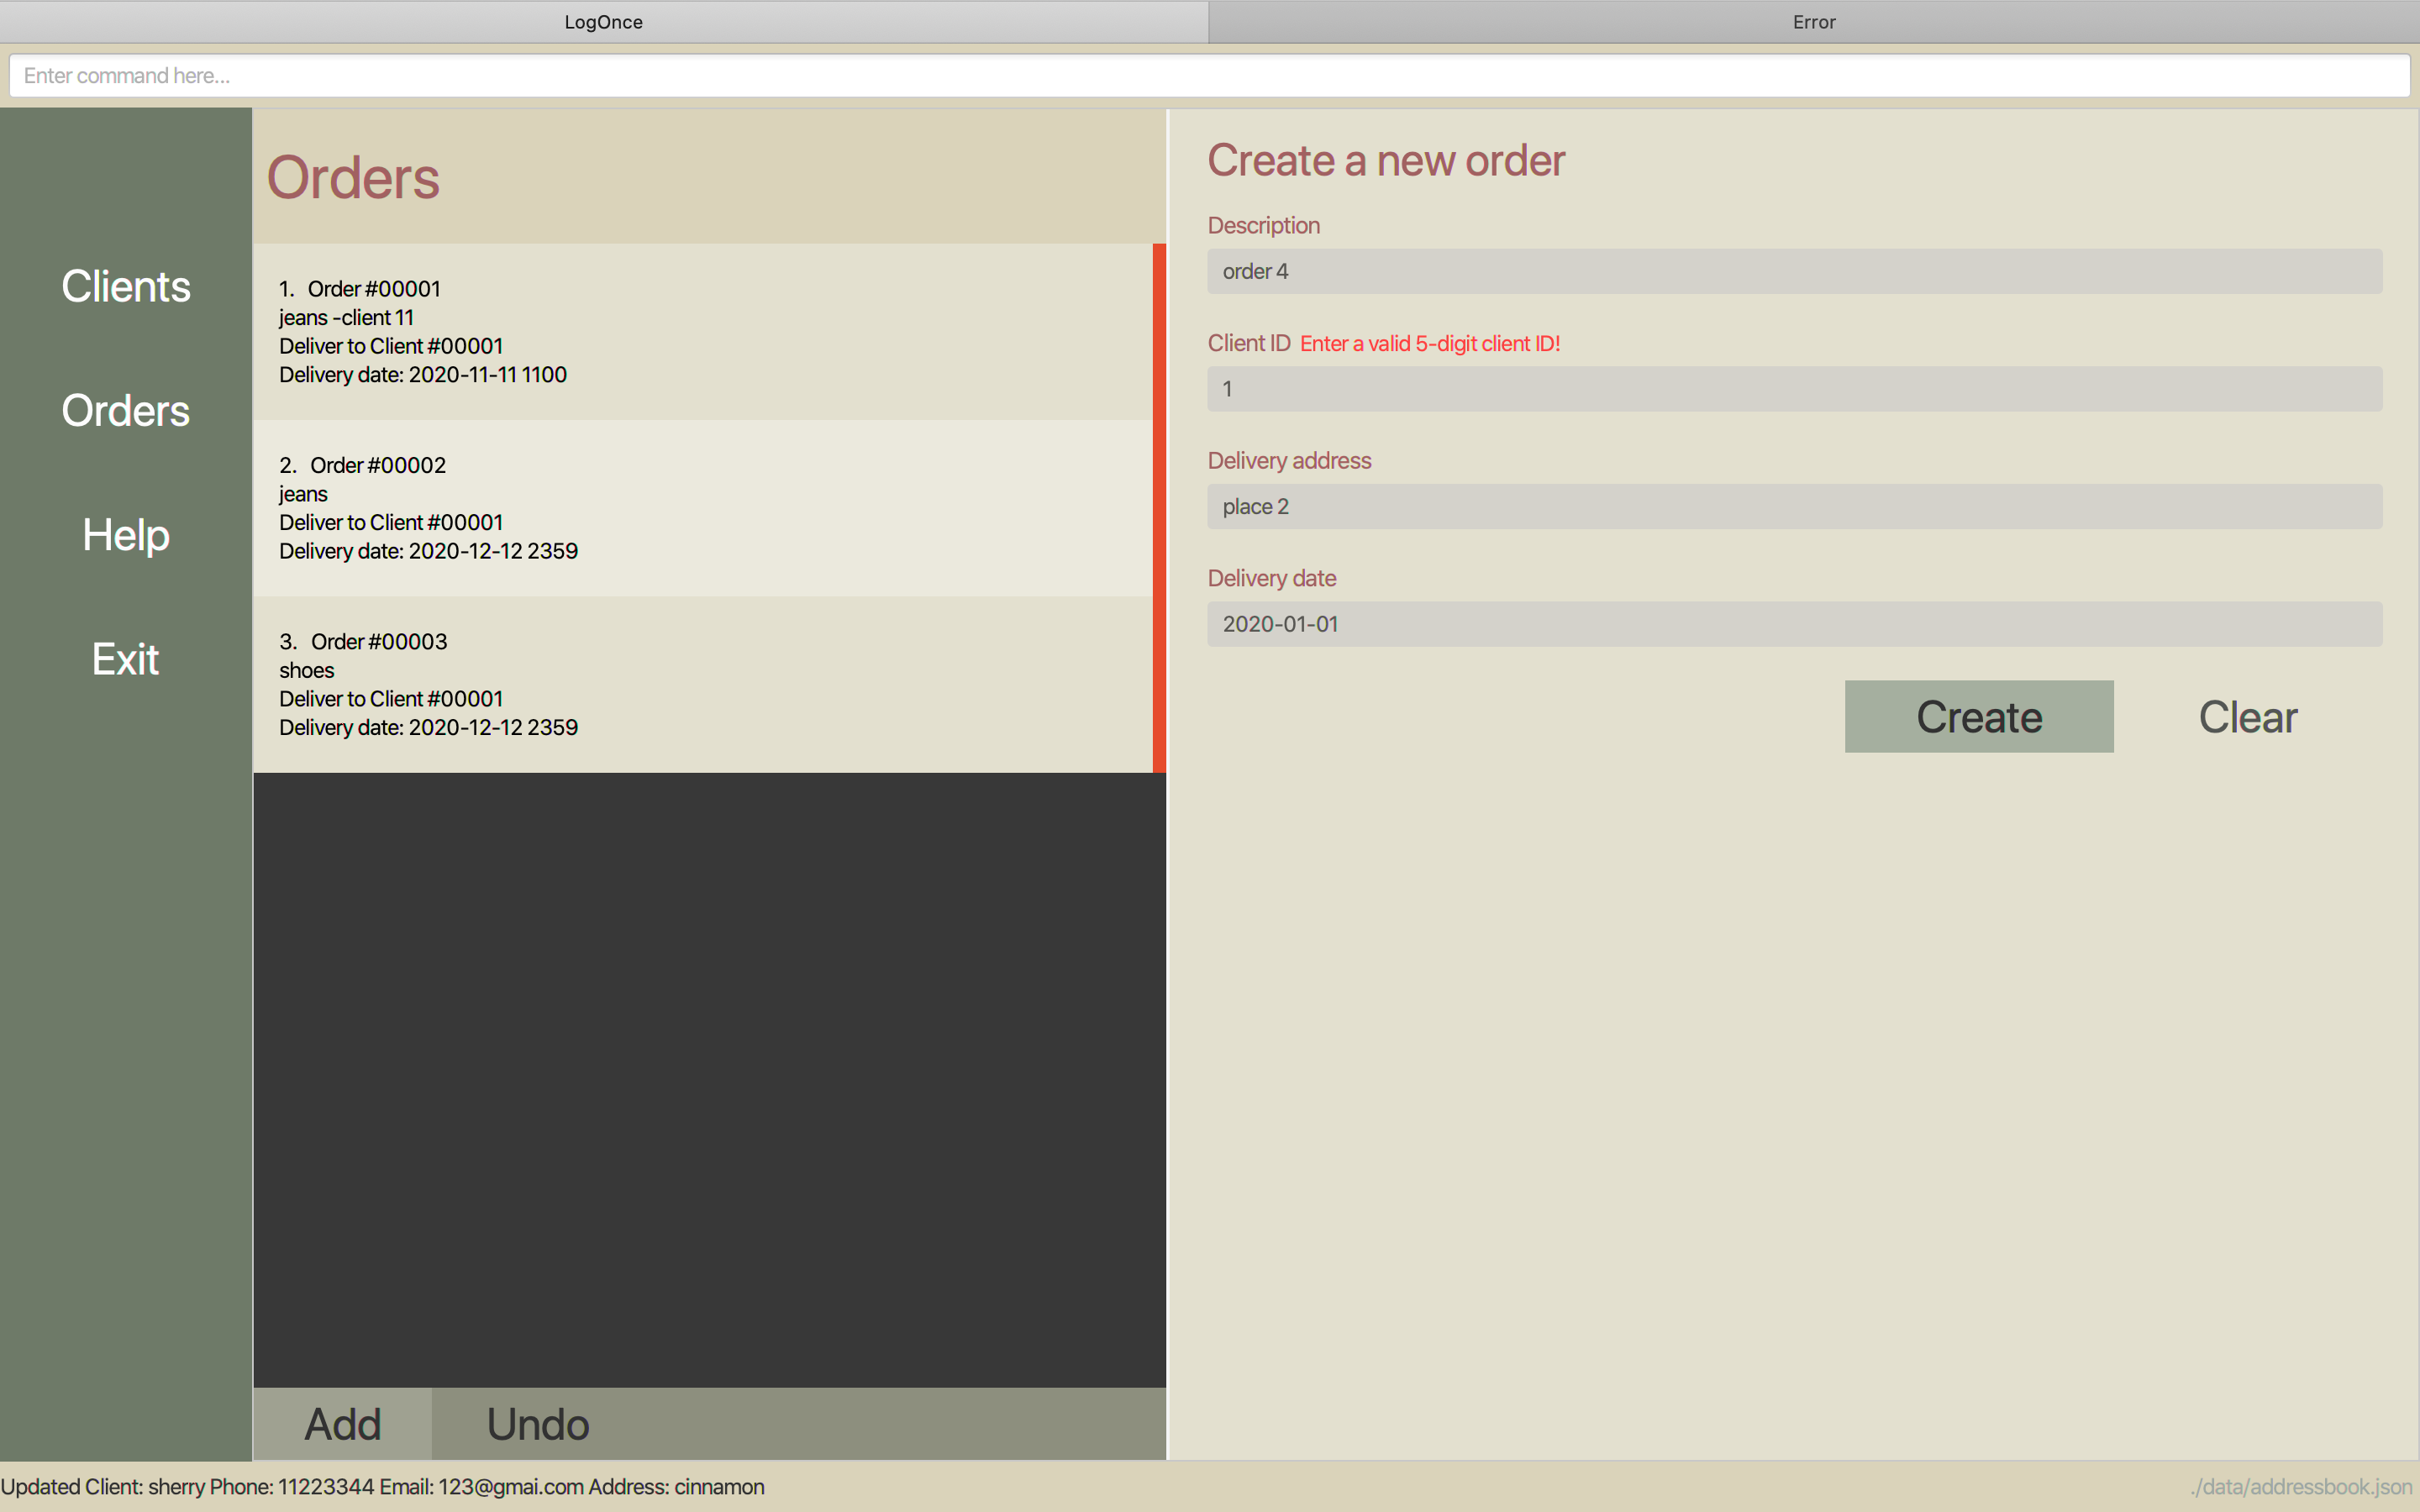 LogOnce
Error
Enter command here...
Clients
Orders
Help
Exit
Orders
1. Order #00001
jeans -client 11
Deliver to Client #00001
Delivery date: 2020-11-11 1100
2. Order #00002
jeans
Deliver to Client #00001
Delivery date: 2020-12-12 2359
3. Order #00003
shoes
Deliver to Client #00001
Delivery date: 2020-12-12 2359
Add
Undo
Create a new order
Description
order 4
Client ID Enter a valid 5-digit client ID!
1
Delivery address
place 2
Delivery date
2020-01-01
Create
Clear
Updated Client: sherry Phone: 11223344 Email: 123@gmai.com Address: cinnamon
./data/addressbook.json